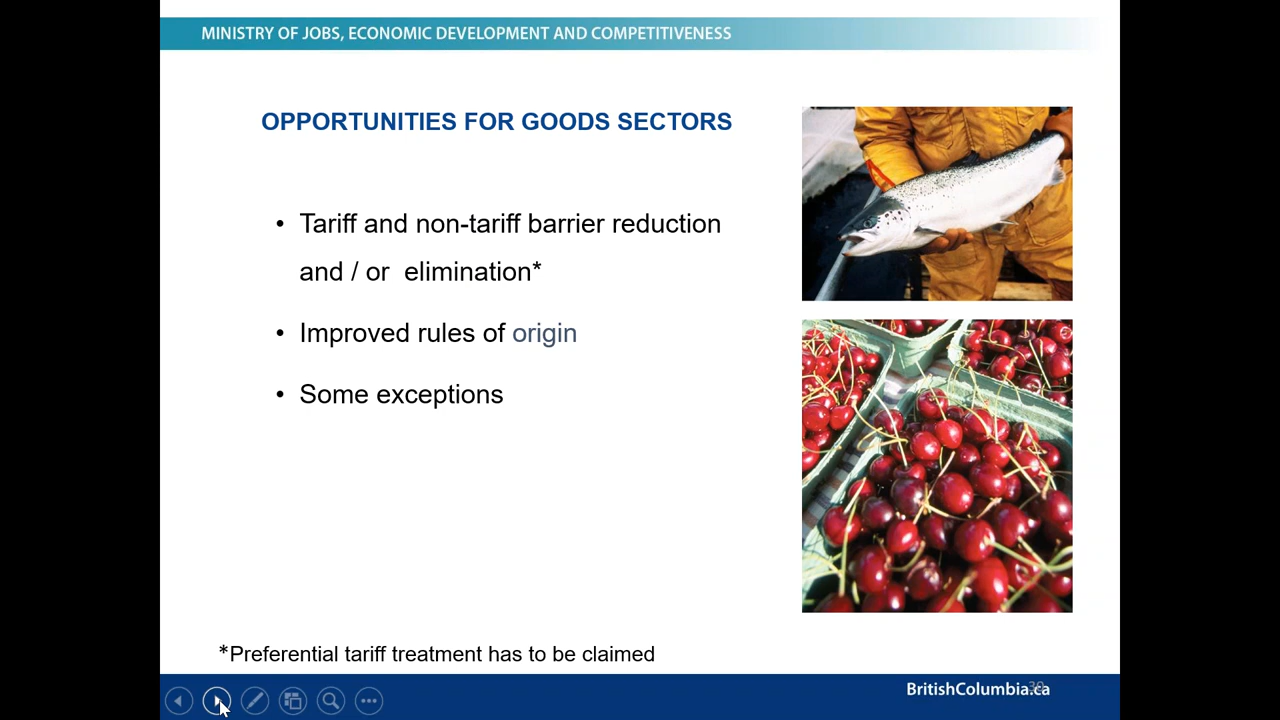 MINISTRY OF JOBS, ECONOMIC DEVELOPMENT AND COMPETITIVENESS
OPPORTUNITIES FOR GOODS SECTORS
• Tariff and non-tariff barrier reduction
and / or elimination*
• Improved rules of origin
• Some exceptions
*Preferential tariff treatment has to be claimed
BritishColumbia.ca